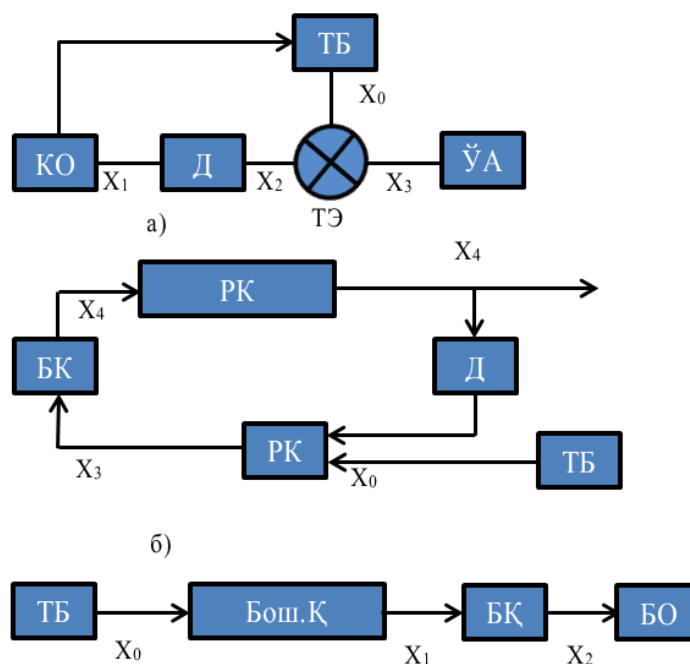 ТБ
X₀
КО
X₁
Д
X₂
X₃
ЎА
ТЭ
а)
X₄
РК
X₄
БК
Д
РК
X₃
X₀
ТБ
б)
ТБ
X₀
Бош.Қ
X₁
БҚ
X₂
БО